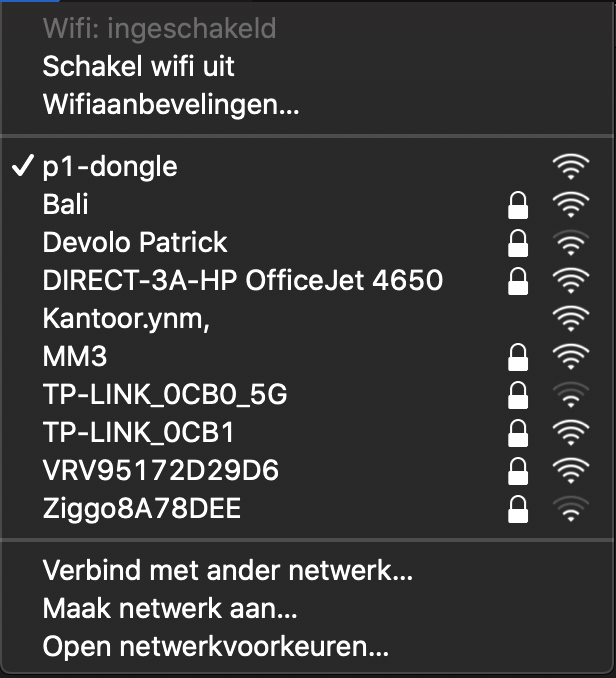 Wifi: ingeschakeld
Schakel wifi uit
Wifiaanbevelingen...
p1-dongle
Bali
Devolo Patrick
DIRECT-3A-HP OfficeJet 4650
Kantoor.ynm,
MM3
TP-LINK_0CB0_5G
TP-LINK_0CB1
VRV95172D29D6
Ziggo8A78DEE
Verbind met ander netwerk...
Maak netwerk aan...
Open netwerkvoorkeuren...